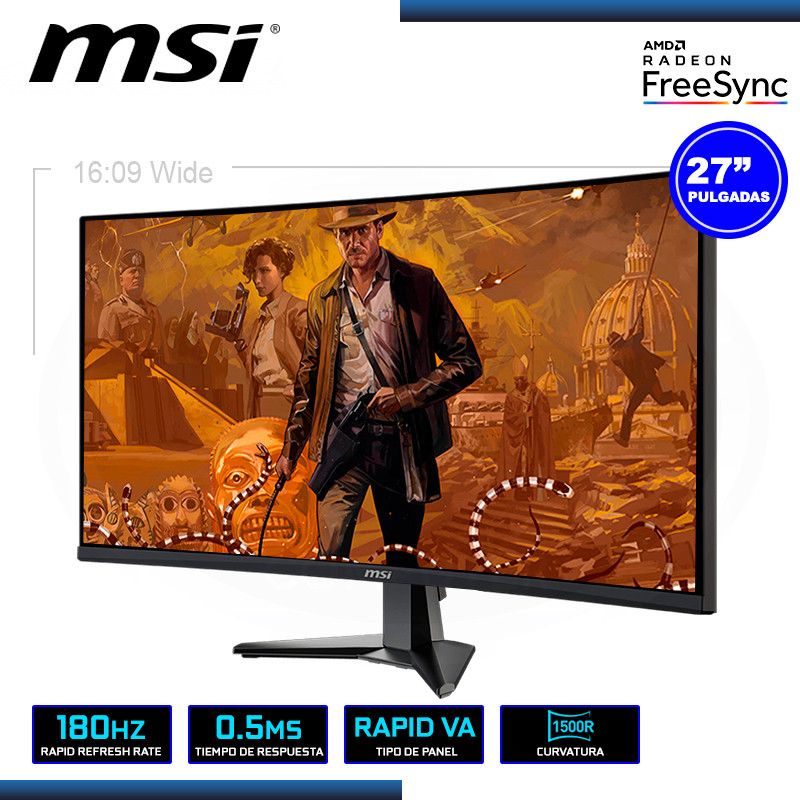 msi®
AMD
RADEON
FreeSync
16:09 Wide
27”
PULGADAS
msi
180HZ
RAPID REFRESH RATE
0.5MS
TIEMPO DE RESPUESTA
RAPID VA
TIPO DE PANEL
1500R
CURVATURA